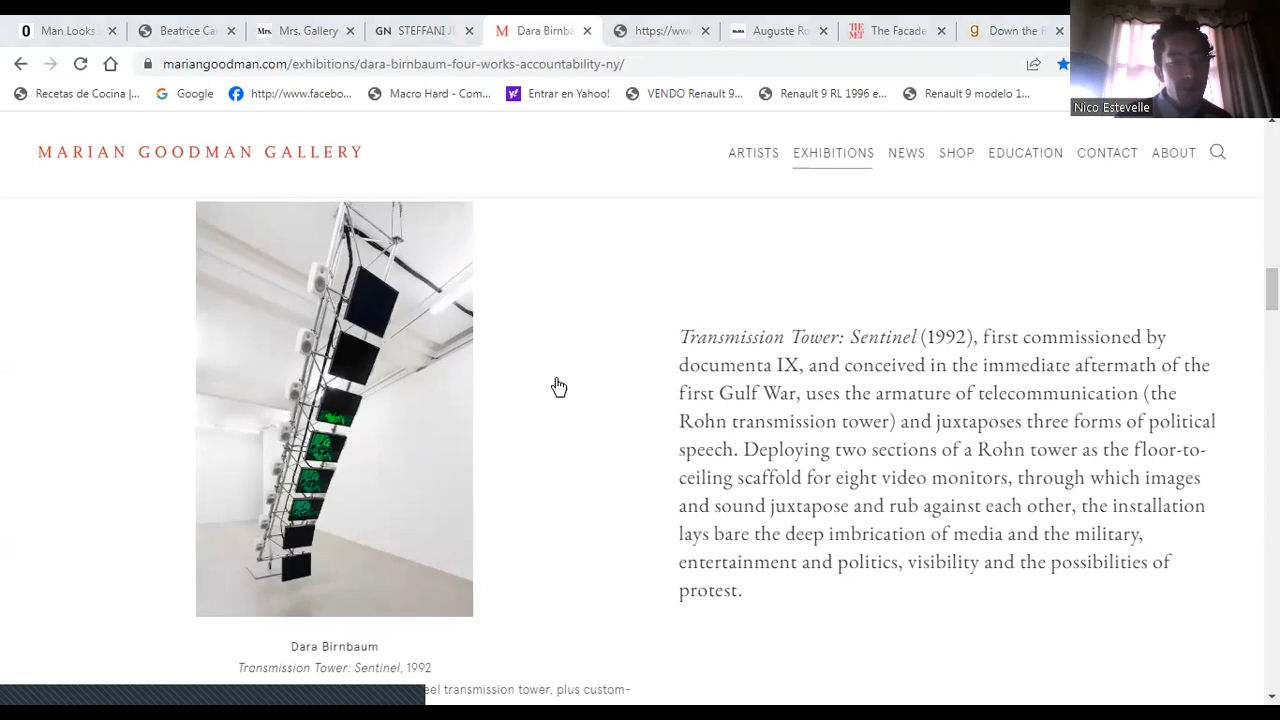 Man Looks
Beatrice Ca
Mrs. Mrs. Gallery
GN STEFFANI J
M Dara Birnba
https://ww
MoMA Auguste Ro
THE MET The Facade
g Down the R
mariangoodman.com/exhibitions/dara-birnbaum-four-works-accountability-ny/
Recetas de Cocina |...
Google
http://www.facebo...
Macro Hard - Com...
Entrar en Yahoo!
VENDO Renault 9...
Renault 9 RL 1996 e...
Renault 9 modelo 1...
Nico Estevelle
MARIAN GOODMAN GALLERY
ARTISTS EXHIBITIONS NEWS SHOP EDUCATION CONTACT ABOUT
Transmission Tower: Sentinel (1992), first commissioned by
documenta IX, and conceived in the immediate aftermath of the
first Gulf War, uses the armature of telecommunication (the
Rohn transmission tower) and juxtaposes three forms of political
speech. Deploying two sections of a Rohn tower as the floor-to-
ceiling scaffold for eight video monitors, through which images
and sound juxtapose and rub against each other, the installation
lays bare the deep imbrication of media and the military,
entertainment and politics, visibility and the possibilities of
protest.
Dara Birnbaum
Transmission Tower: Sentinel, 1992
eel transmission tower, plus custom-